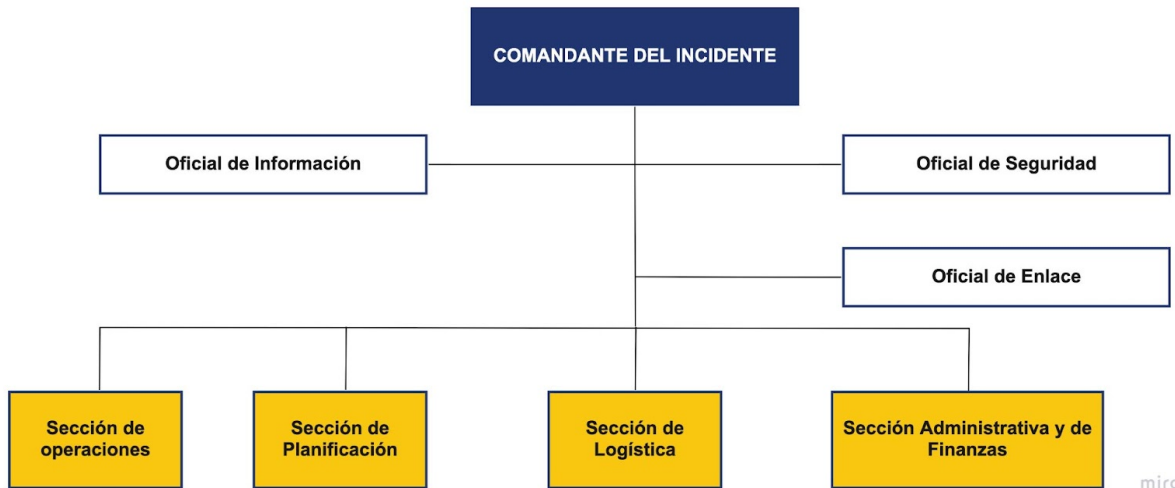 COMANDANTE DEL INCIDENTE
Oficial de Información
Oficial de Seguridad
Oficial de Enlace
Sección de
operaciones
Sección de
Planificación
Sección de
Logística
Sección Administrativa y de
Finanzas